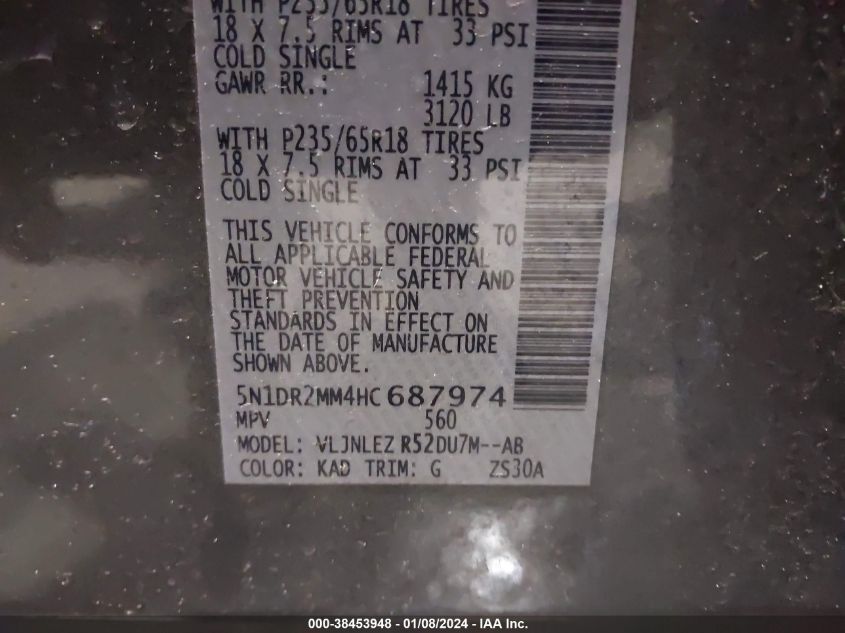 WITH P235/65R18 TIRES
18 X 7.5 RIMS AT 33 PSI
COLD SINGLE
GAWR RR.: 1415 KG
3120 LB
WITH P235/65R18 TIRES
18 X 7.5 RIMS AT 33 PSI
COLD SINGLE
THIS VEHICLE CONFORMS TO
ALL APPLICABLE FEDERAL
MOTOR VEHICLE SAFETY AND
THEFT PREVENTION
STANDARDS IN EFFECT ON
THE DATE OF MANUFACTURE
SHOWN ABOVE.
5N1DR2MM4HC687974
MPV 560
MODEL: VLJNLEZ R52DU7M--AB
COLOR: KAD TRIM: G ZS30A
000-38453948 - 01/08/2024 - IAA Inc.